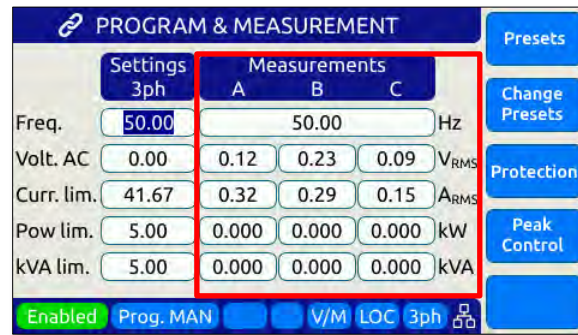 PROGRAM & MEASUREMENT
Settings 3ph Measurements
A B C
Freq. 50.00 50.00 Hz
Volt. AC 0.00 0.12 0.23 0.09 VRMS
Curr. lim. 41.67 0.32 0.29 0.15 ARMS
Pow lim. 5.00 0.000 0.000 0.000 kW
kVA lim. 5.00 0.000 0.000 0.000 kVA
Enabled Prog. MAN V/M LOC 3ph
Presets
Change
Presets
Protection
Peak
Control